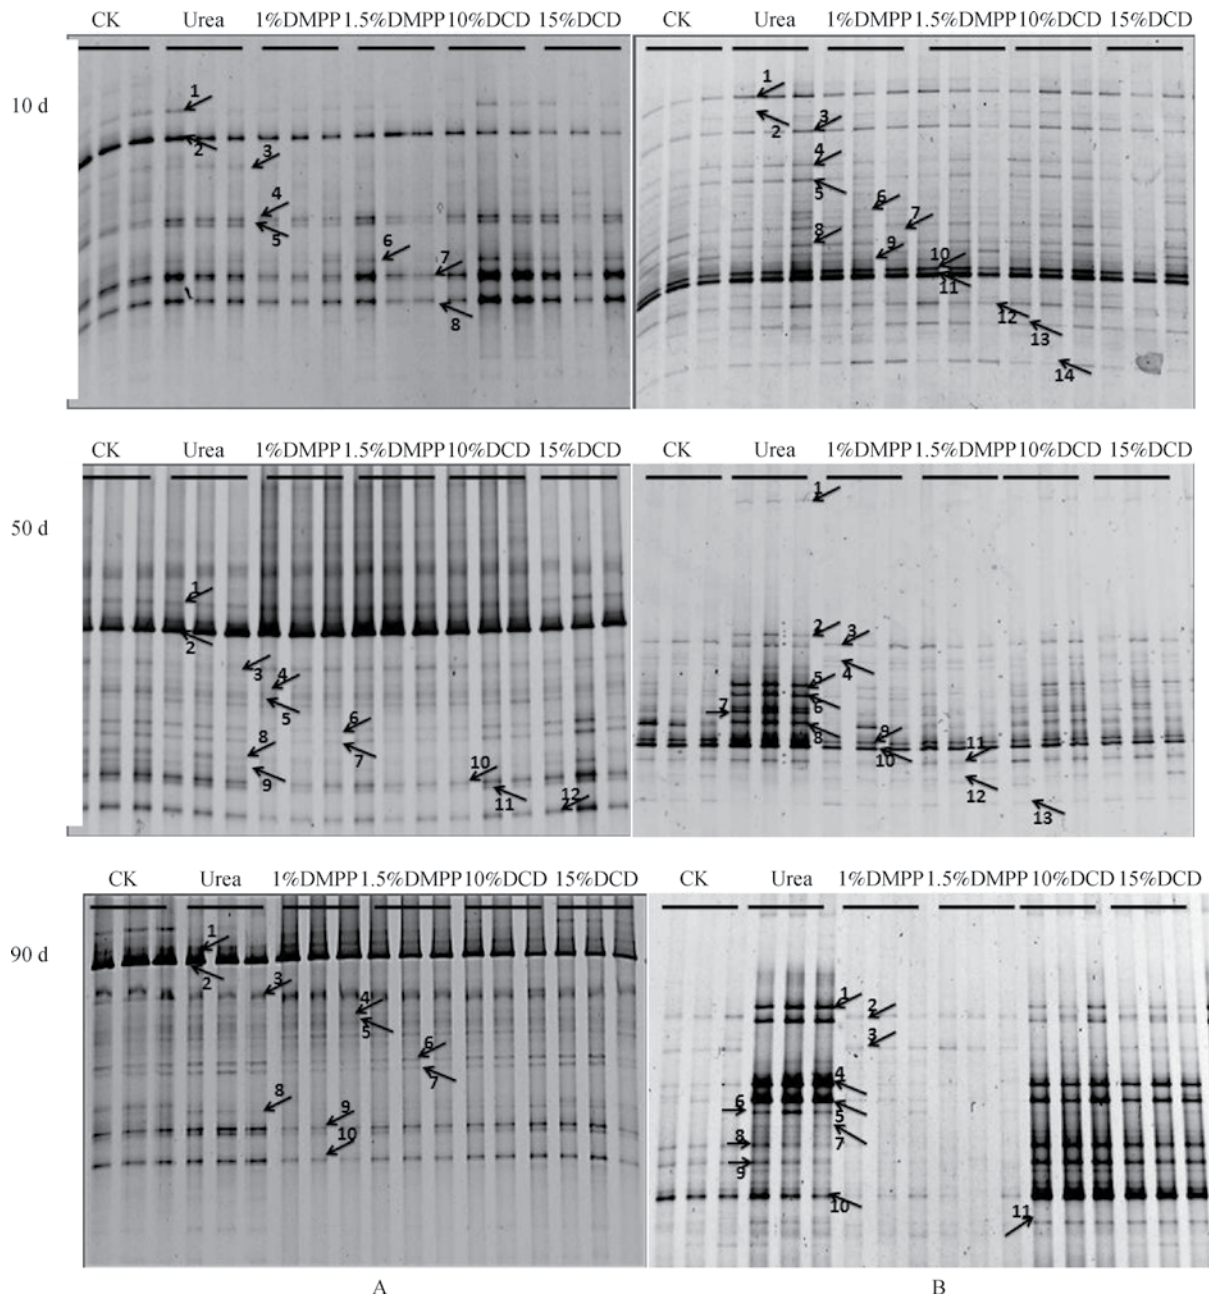 CK Urea 1%DMPP 1.5%DMPP 10%DCD 15%DCD CK Urea 1%DMPP 1.5%DMPP 10%DCD 15%DCD
10 d
1 2 3 4 5 6 7 8
1 2 3 4 5 6 7 8 9 10 11 12 13 14
CK Urea 1%DMPP 1.5%DMPP 10%DCD 15%DCD CK Urea 1%DMPP 1.5%DMPP 10%DCD 15%DCD
50 d
1 2 3 4 5 6 7 8 9 10 11 12
1 2 3 4 5 6 7 8 9 10 11 12 13
CK Urea 1%DMPP 1.5%DMPP 10%DCD 15%DCD CK Urea 1%DMPP 1.5%DMPP 10%DCD 15%DCD
90 d
1 2 3 4 5 6 7 8 9 10
1 2 3 4 5 6 7 8 9 10 11
A B